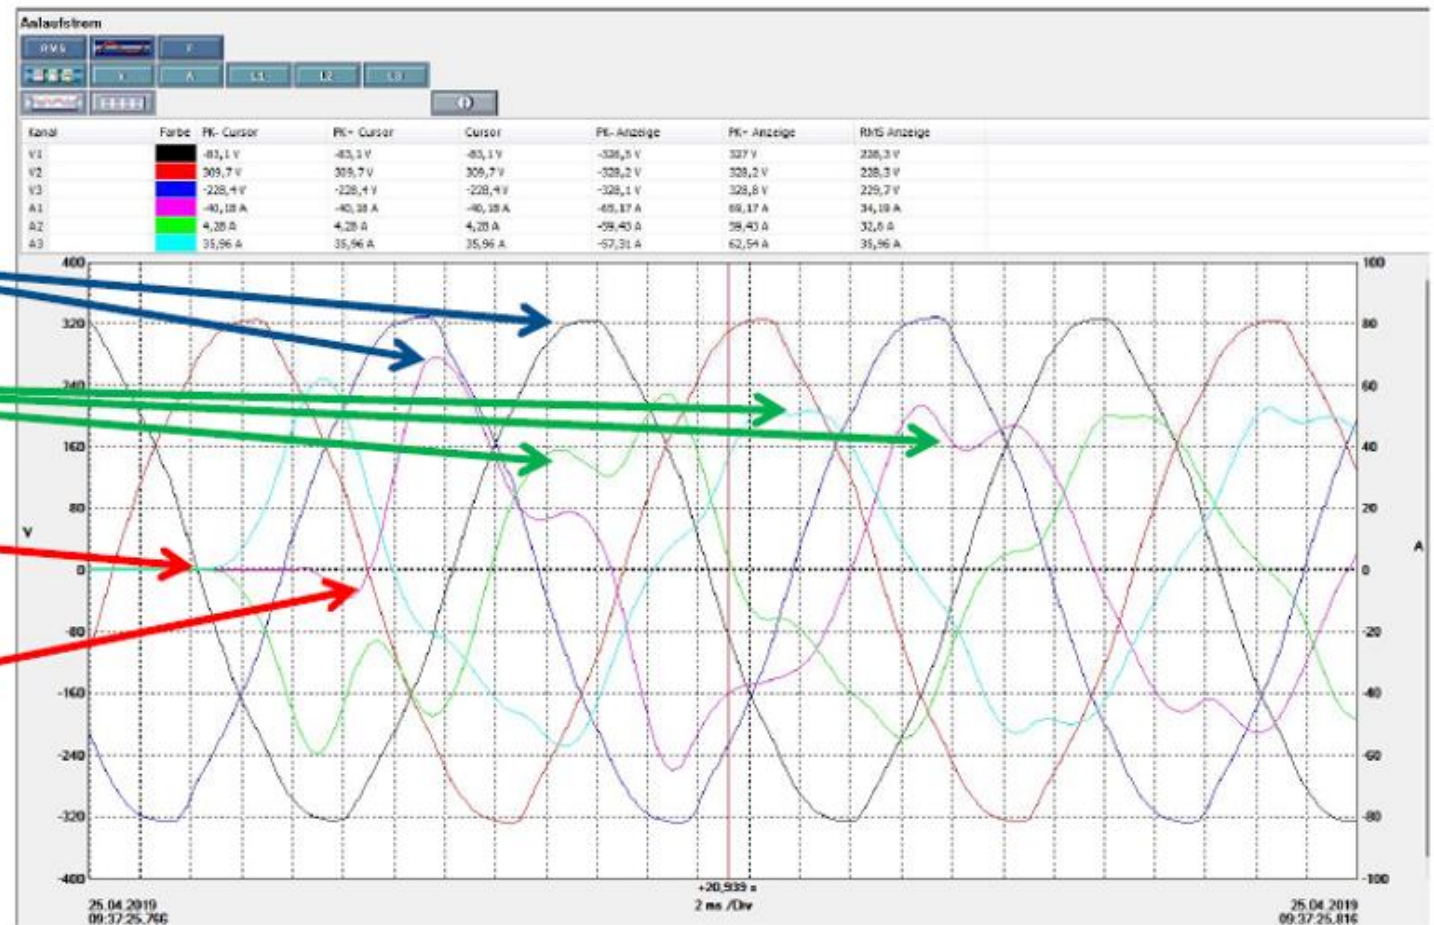 Anlaufstrom
RMS
V A L1 L2 L3
Kanal Farbe PK- Cursor PK+ Cursor Cursor PK- Anzeige PK+ Anzeige RMS Anzeige
V1 -83,1 V -83,1 V -83,1 V -326,5 V 327 V 228,3 V
V2 309,7 V 309,7 V 309,7 V -328,2 V 328,2 V 228,3 V
V3 -228,4 V -228,4 V -228,4 V -328,1 V 328,8 V 229,7 V
A1 -40,18 A -40,18 A -40,18 A -65,17 A 69,17 A 34,19 A
A2 4,28 A 4,28 A 4,28 A -59,43 A 59,43 A 32,6 A
A3 35,96 A 35,96 A 35,96 A -57,31 A 62,54 A 35,96 A
400 100
320 80
240 60
160 40
80 20
V
0 0
A
-80 -20
-160 -40
-240 -60
-320 -80
-400 -100
+20,939 s
25.04.2019 2 ms /Div 25.04.2019
09:37:25.766 09:37:25.816